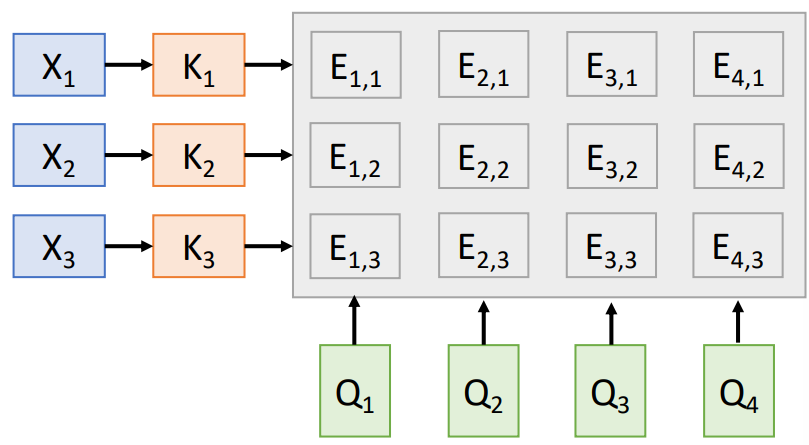 X1 K1 E1,1 E2,1 E3,1 E4,1
X2 K2 E1,2 E2,2 E3,2 E4,2
X3 K3 E1,3 E2,3 E3,3 E4,3
Q1 Q2 Q3 Q4